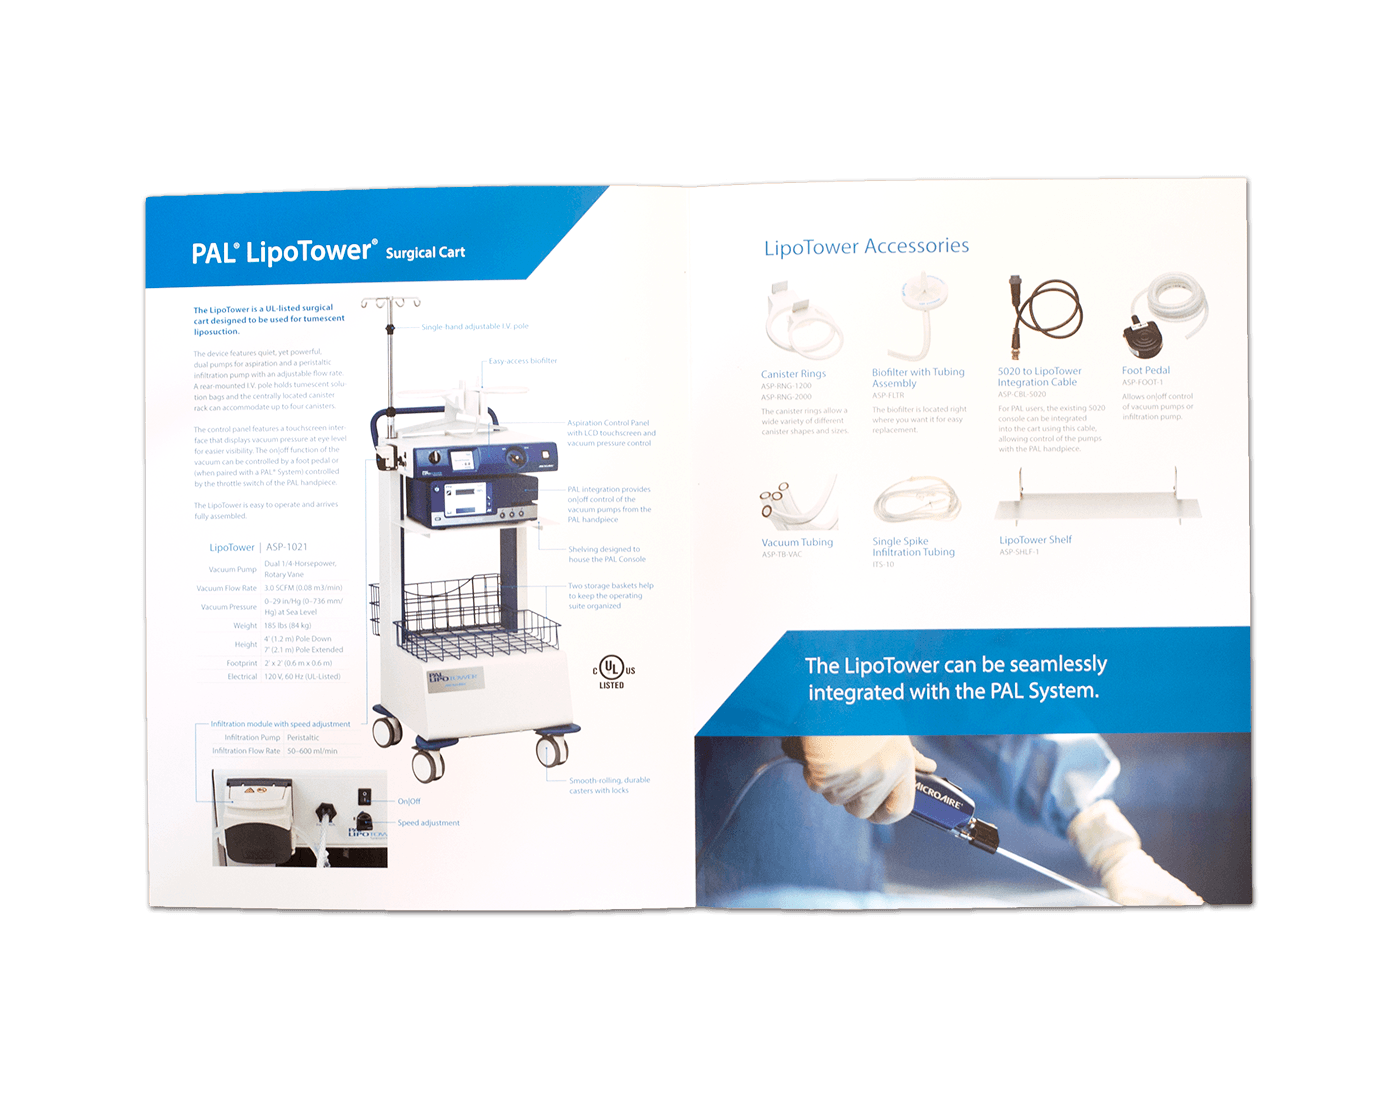 PAL® LipoTower® Surgical Cart
The LipoTower is a UL-listed surgical
cart designed to be used for tumescent
liposuction.
The device features quiet, yet powerful,
dual pumps for aspiration and a peristaltic
infiltration pump with an adjustable flow rate.
A rear-mounted I.V. pole holds tumescent solu-
tion bags and the centrally located canister
rack can accommodate up to four canisters.
The control panel features a touchscreen inter-
face that displays vacuum pressure at eye level
for easier visibility. The on|off function of the
vacuum can be controlled by a foot pedal or
(when paired with a PAL® System) controlled
by the throttle switch of the PAL handpiece.
The LipoTower is easy to operate and arrives
fully assembled.
LipoTower | ASP-1021
Vacuum Pump Dual 1/4-Horsepower,
Rotary Vane
Vacuum Flow Rate 3.0 SCFM (0.08 m3/min)
Vacuum Pressure 0–29 in/Hg (0–736 mm/
Hg) at Sea Level
Weight 185 lbs (84 kg)
Height 4' (1.2 m) Pole Down
7' (2.1 m) Pole Extended
Footprint 2' x 2' (0.6 m x 0.6 m)
Electrical 120 V, 60 Hz (UL-Listed)
Infiltration module with speed adjustment
Infiltration Pump Peristaltic
Infiltration Flow Rate 50–600 ml/min
On|Off
Speed adjustment
PAL
LIPOTOW
Single-hand adjustable I.V. pole
Easy-access biofilter
Aspiration Control Panel
with LCD touchscreen and
vacuum pressure control
PAL integration provides
on|off control of the
vacuum pumps from the
PAL handpiece
Shelving designed to
house the PAL Console
Two storage baskets help
to keep the operating
suite organized
PAL
LIPOTOWER
C UL US
LISTED
Smooth-rolling, durable
casters with locks
LipoTower Accessories
Canister Rings
ASP-RNG-1200
ASP-RNG-2000
The canister rings allow a
wide variety of different
canister shapes and sizes.
Biofilter with Tubing
Assembly
ASP-FLTR
The biofilter is located right
where you want it for easy
replacement.
5020 to LipoTower
Integration Cable
ASP-CBL-5020
For PAL users, the existing 5020
console can be integrated
into the cart using this cable,
allowing control of the pumps
with the PAL handpiece.
Foot Pedal
ASP-FOOT-1
Allows on|off control
of vacuum pumps or
infiltration pump.
Vacuum Tubing
ASP-TB-VAC
Single Spike
Infiltration Tubing
ITS-10
LipoTower Shelf
ASP-SHLF-1
The LipoTower can be seamlessly
integrated with the PAL System.
MICROAIRE®